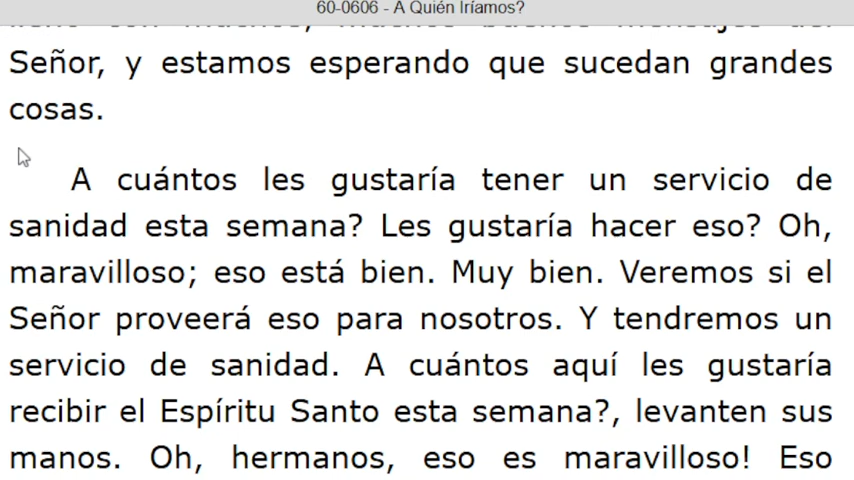 60-0606 - A Quién Iríamos?
Señor, y estamos esperando que sucedan grandes
cosas.
A cuántos les gustaría tener un servicio de
sanidad esta semana? Les gustaría hacer eso? Oh,
maravilloso; eso está bien. Muy bien. Veremos si el
Señor proveerá eso para nosotros. Y tendremos un
servicio de sanidad. A cuántos aquí les gustaría
recibir el Espíritu Santo esta semana?, levanten sus
manos. Oh, hermanos, eso es maravilloso! Eso